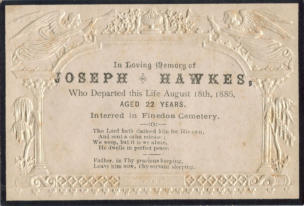 In Loving Memory of
JOSEPH HAWKES,
Who Departed this Life August 18th, 1886,
AGED 22 YEARS.
Interred in Finedon Cemetery.
The Lord hath claimed him for His own,
And sent a calm release;
We weep, but it is we alone,
He dwells in perfect peace.
Father, in Thy gracious keeping,
Leave him now, thy servant sleeping.